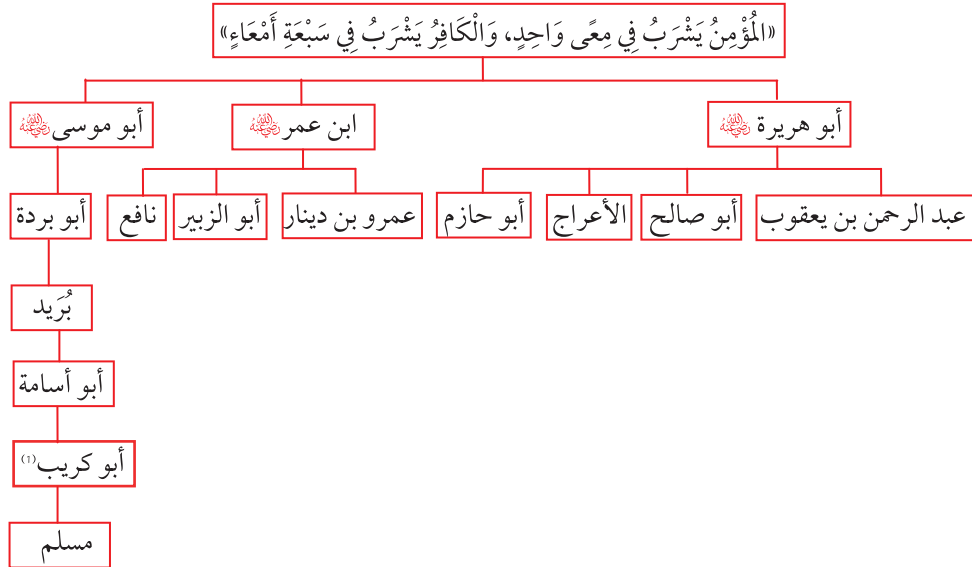 «الْمُؤْمِنُ يَشْرَبُ فِي مِعًى وَاحِدٍ، وَالْكَافِرُ يَشْرَبُ فِي سَبْعَةِ أَمْعَاءٍ»
أبو هريرة رضي الله عنه
ابن عمر رضي الله عنه
أبو موسى رضي الله عنه
عبد الرحمن بن يعقوب
أبو صالح
الأعراج
أبو حازم
عمرو بن دينار
أبو الزبير
نافع
أبو بردة
بُرَيد
أبو أسامة
أبو كريب(1)
مسلم